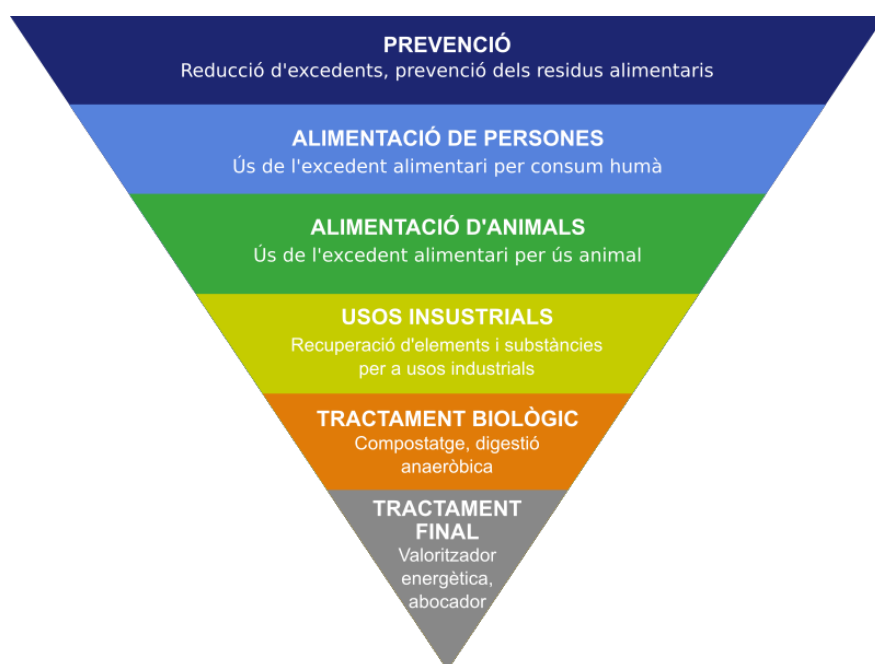 PREVENCIÓ
Reducció d'excedents, prevenció dels residus alimentaris
ALIMENTACIÓ DE PERSONES
Ús de l'excedent alimentari per consum humà
ALIMENTACIÓ D'ANIMALS
Ús de l'excedent alimentari per ús animal
USOS INSUSTRIALS
Recuperació d'elements i substàncies
per a usos industrials
TRACTAMENT BIOLÒGIC
Compostatge, digestió
anaeròbica
TRACTAMENT
FINAL
Valoritzador
energètica,
abocador